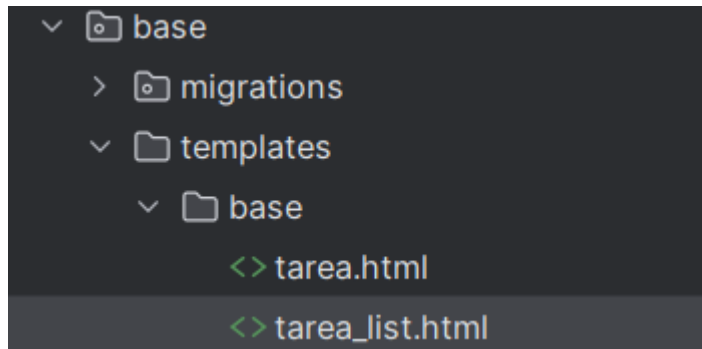 base
migrations
templates
base
tarea.html
tarea_list.html